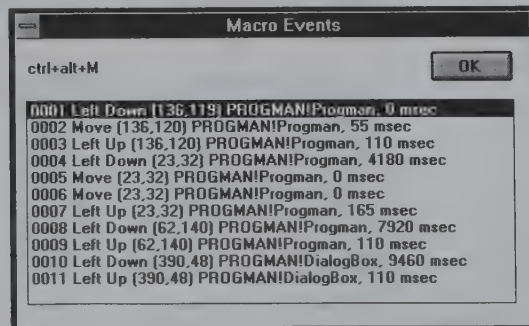 Macro Events
ctrl+alt+M
OK
0001 Left Down (136,119) PROGMAN!Progman, 0 msec
0002 Move (136,120) PROGMAN!Progman, 55 msec
0003 Left Up (136,120) PROGMAN!Progman, 110 msec
0004 Left Down (23,32) PROGMAN!Progman, 4180 msec
0005 Move (23,32) PROGMAN!Progman, 0 msec
0006 Move (23,32) PROGMAN!Progman, 0 msec
0007 Left Up (23,32) PROGMAN!Progman, 165 msec
0008 Left Down (62,140) PROGMAN!Progman, 7920 msec
0009 Left Up (62,140) PROGMAN!Progman, 110 msec
0010 Left Down (390,48) PROGMAN!DialogBox, 9460 msec
0011 Left Up (390,48) PROGMAN!DialogBox, 110 msec